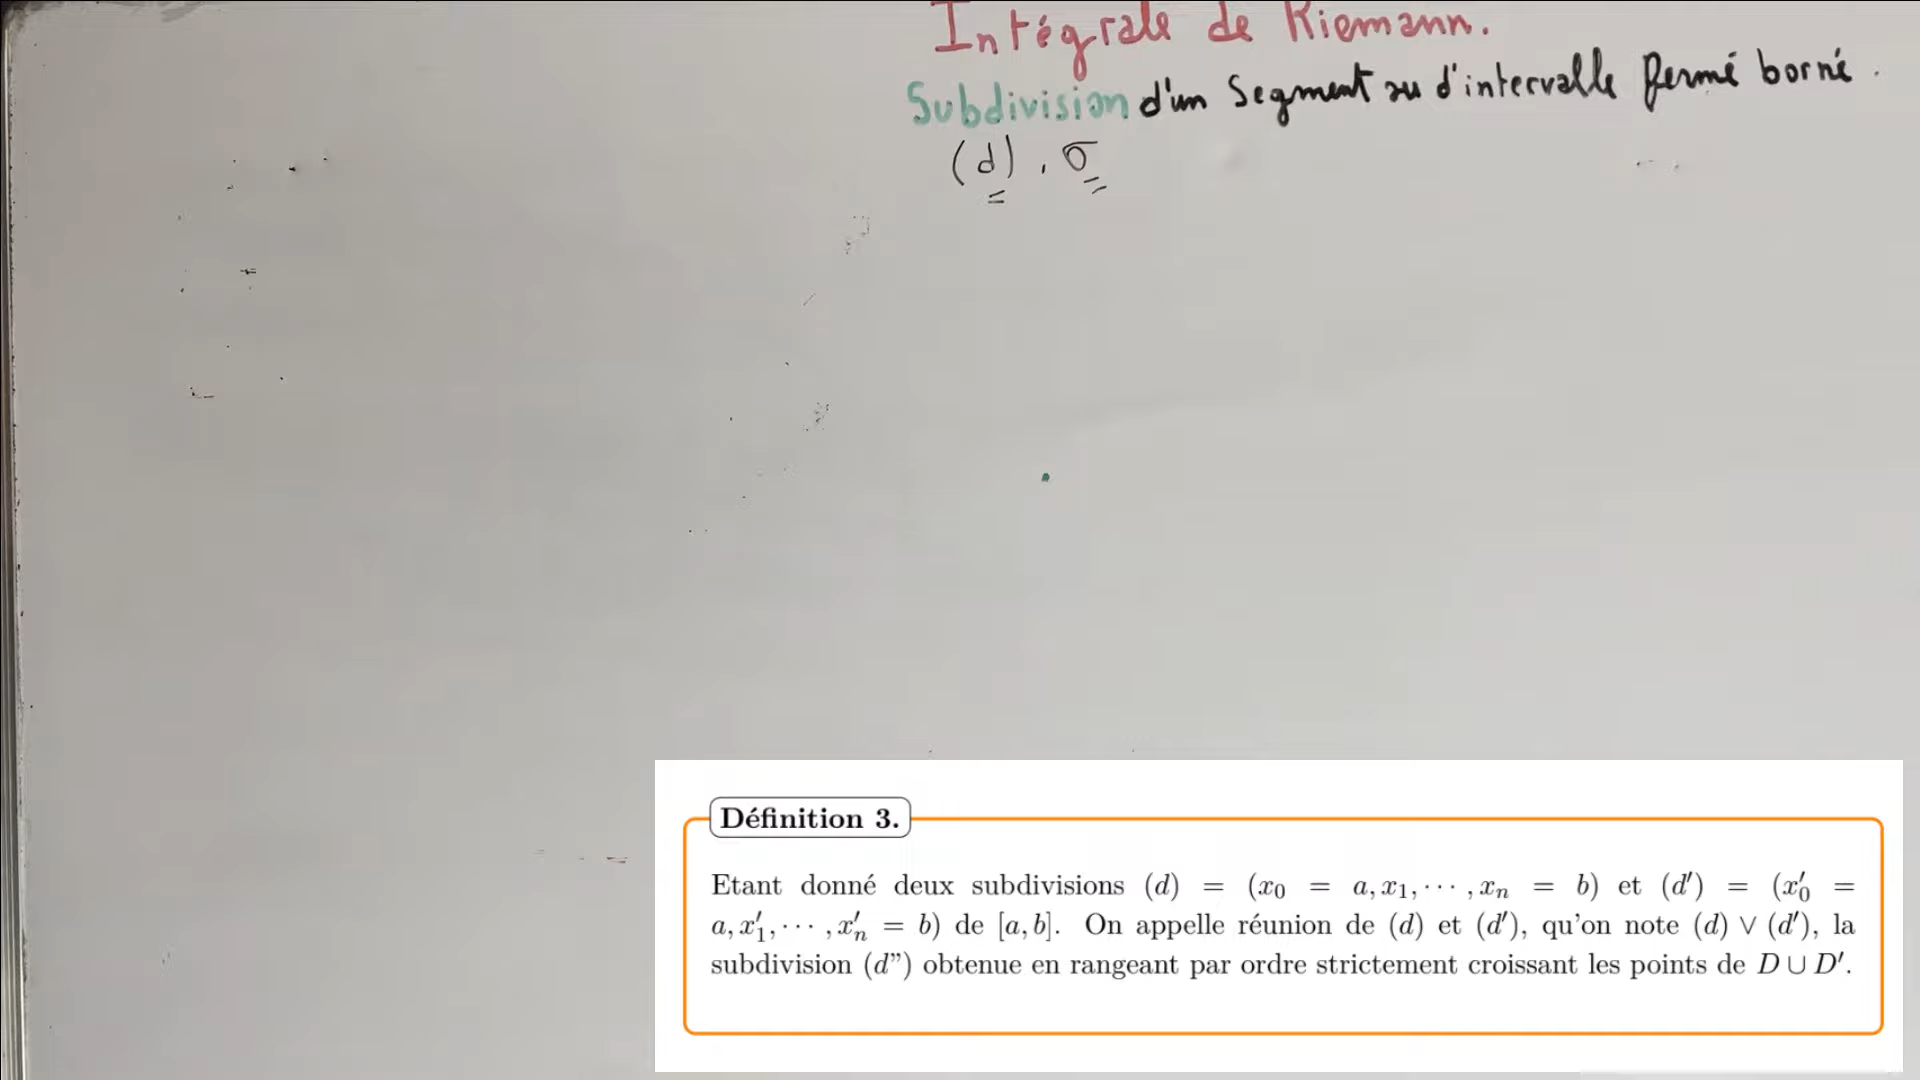 Intégrale de Riemann.
Subdivision d'un Segment ou d'intervalle fermé borné.
(d), σ
Définition 3.
Etant donné deux subdivisions (d) = (x₀ = a, x₁, ⋯ , xₙ = b) et (d′) = (x′₀ =
a, x′₁, ⋯ , x′ₙ = b) de [a, b]. On appelle réunion de (d) et (d′), qu'on note (d) ∨ (d′), la
subdivision (d”) obtenue en rangeant par ordre strictement croissant les points de D ∪ D′.